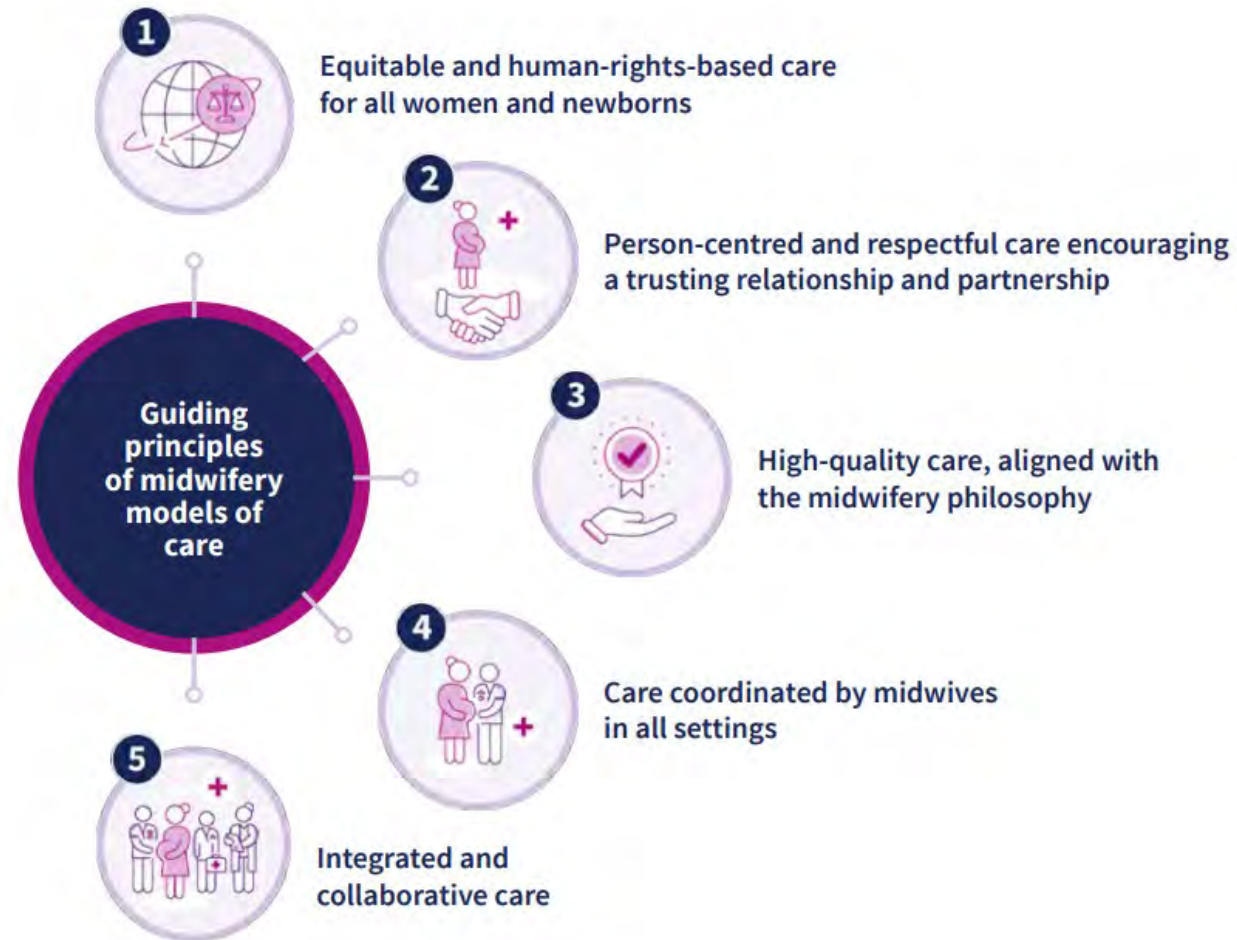 1
Equitable and human-rights-based care
for all women and newborns
2
Person-centred and respectful care encouraging
a trusting relationship and partnership
Guiding
principles
of midwifery
models of
care
3
High-quality care, aligned with
the midwifery philosophy
4
Care coordinated by midwives
in all settings
5
Integrated and
collaborative care